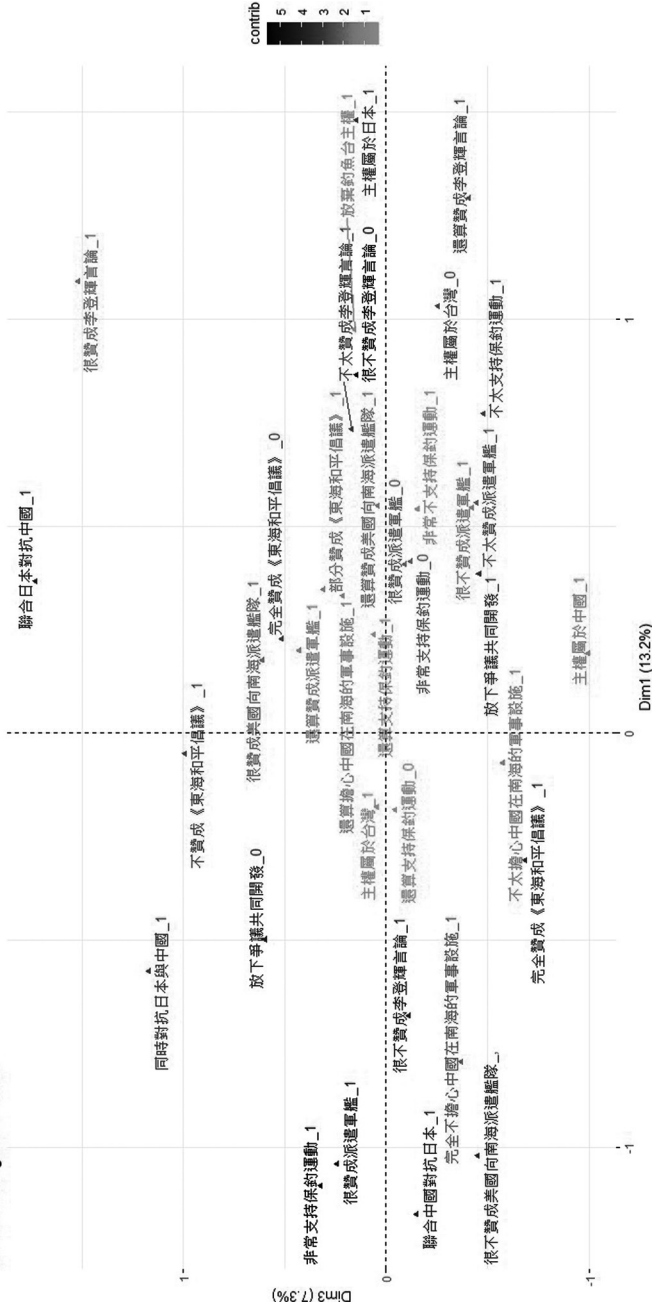 contrib
5
4
3
2
1
聯合日本對抗中國_1
很贊成李登輝言論_1
同時對抗日本與中國_1
不贊成《東海和平倡議》_1
放下爭議共同開發_0
很贊成美國向南海派遣艦隊_1
完全贊成《東海和平倡議》_0
還算贊成派遣軍艦_1
非常支持保釣運動_1
很贊成派遣軍艦_1
還算擔心中國在南海的軍事設施_1
部分贊成《東海和平倡議》_1
不太贊成李登輝言論_1
放棄釣魚台主權_1
主權屬於台灣_1
還算贊成美國向南海派遣艦隊_1
很不贊成李登輝言論_0
主權屬於日本_1
還算支持保釣運動_1
還算支持保釣運動_0
很不贊成李登輝言論_1
很贊成派遣軍艦_0
非常支持保釣運動_0
非常不支持保釣運動_1
主權屬於台灣_0
還算贊成李登輝言論_1
聯合中國對抗日本_1
完全不擔心中國在南海的軍事設施_1
很不贊成派遣軍艦_1
不太贊成派遣軍艦_1
不太支持保釣運動_1
很不贊成美國向南海派遣艦隊_
放下爭議共同開發_1
不太擔心中國在南海的軍事設施_1
完全贊成《東海和平倡議》_1
主權屬於中國_1
1
0
-1
Dim3 (7.3%)
-1
0
1
Dim1 (13.2%)